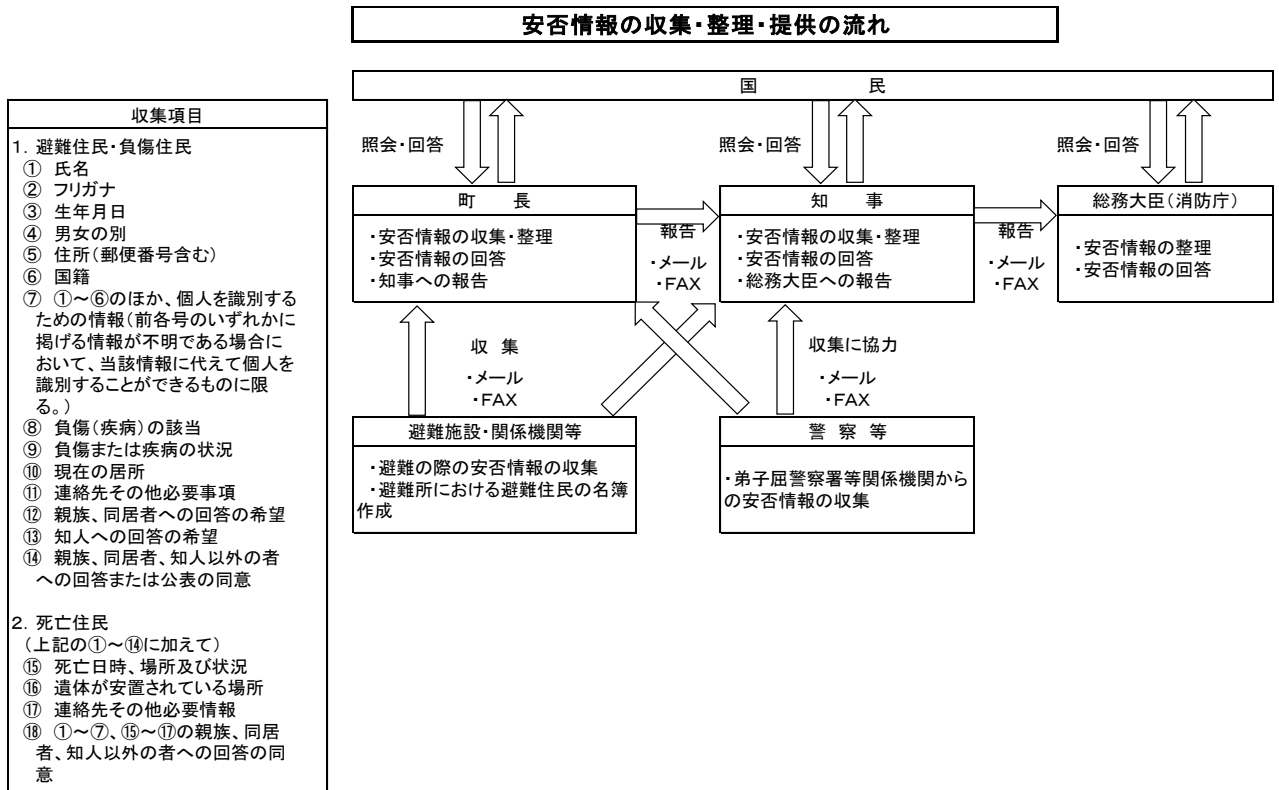 安否情報の収集・整理・提供の流れ
国　　民
収集項目
1．避難住民・負傷住民
① 氏名
② フリガナ
③ 生年月日
④ 男女の別
⑤ 住所（郵便番号含む）
⑥ 国籍
⑦ ①～⑥のほか、個人を識別する
ための情報（前各号のいずれかに
掲げる情報が不明である場合に
おいて、当該情報に代えて個人を
識別することができるものに限
る。）
⑧ 負傷（疾病）の該当
⑨ 負傷または疾病の状況
⑩ 現在の居所
⑪ 連絡先その他必要事項
⑫ 親族、同居者への回答の希望
⑬ 知人への回答の希望
⑭ 親族、同居者、知人以外の者
への回答または公表の同意
2．死亡住民
（上記の①～⑭に加えて）
⑮ 死亡日時、場所及び状況
⑯ 遺体が安置されている場所
⑰ 連絡先その他必要情報
⑱ ①～⑦、⑮～⑰の親族、同居
者、知人以外の者への回答の同
意
照会・回答
照会・回答
照会・回答
町　長
・安否情報の収集・整理
・安否情報の回答
・知事への報告
報告
・メール
・FAX
知　事
・安否情報の収集・整理
・安否情報の回答
・総務大臣への報告
報告
・メール
・FAX
総務大臣（消防庁）
・安否情報の整理
・安否情報の回答
収 集
・メール
・FAX
収集に協力
・メール
・FAX
避難施設・関係機関等
・避難の際の安否情報の収集
・避難所における避難住民の名簿
作成
警 察 等
・弟子屈警察署等関係機関から
の安否情報の収集